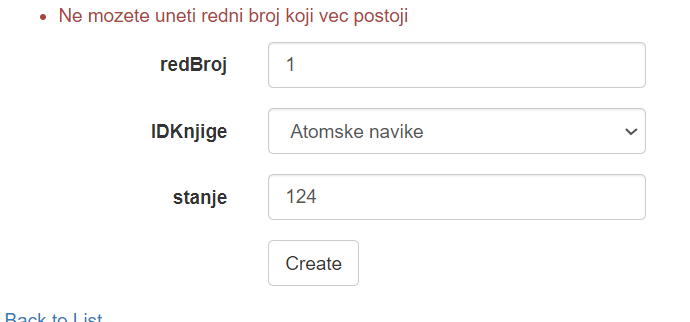 Ne mozete uneti redni broj koji vec postoji
redBroj 1
IDKnjige Atomske navike
stanje 124
Create
Back to List